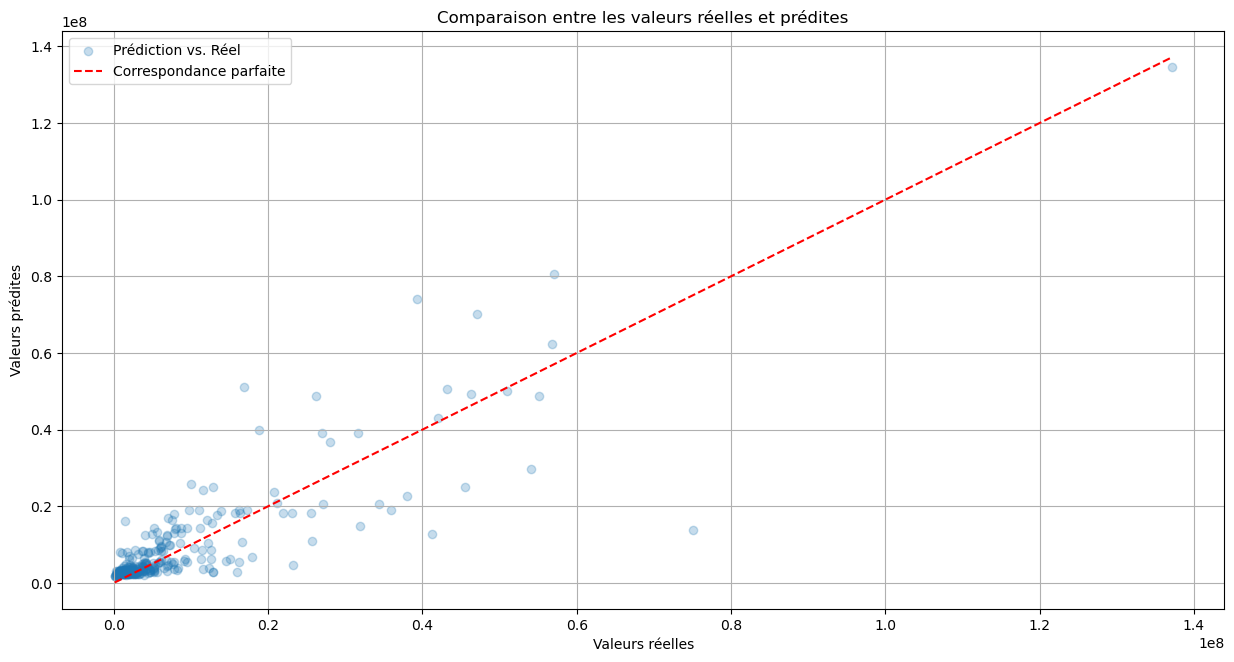 Comparaison entre les valeurs réelles et prédites
1e8
Prédiction vs. Réel
Correspondance parfaite
1.4
1.2
1.0
0.8
0.6
0.4
0.2
0.0
Valeurs prédites
0.0 0.2 0.4 0.6 0.8 1.0 1.2 1.4
Valeurs réelles
1e8